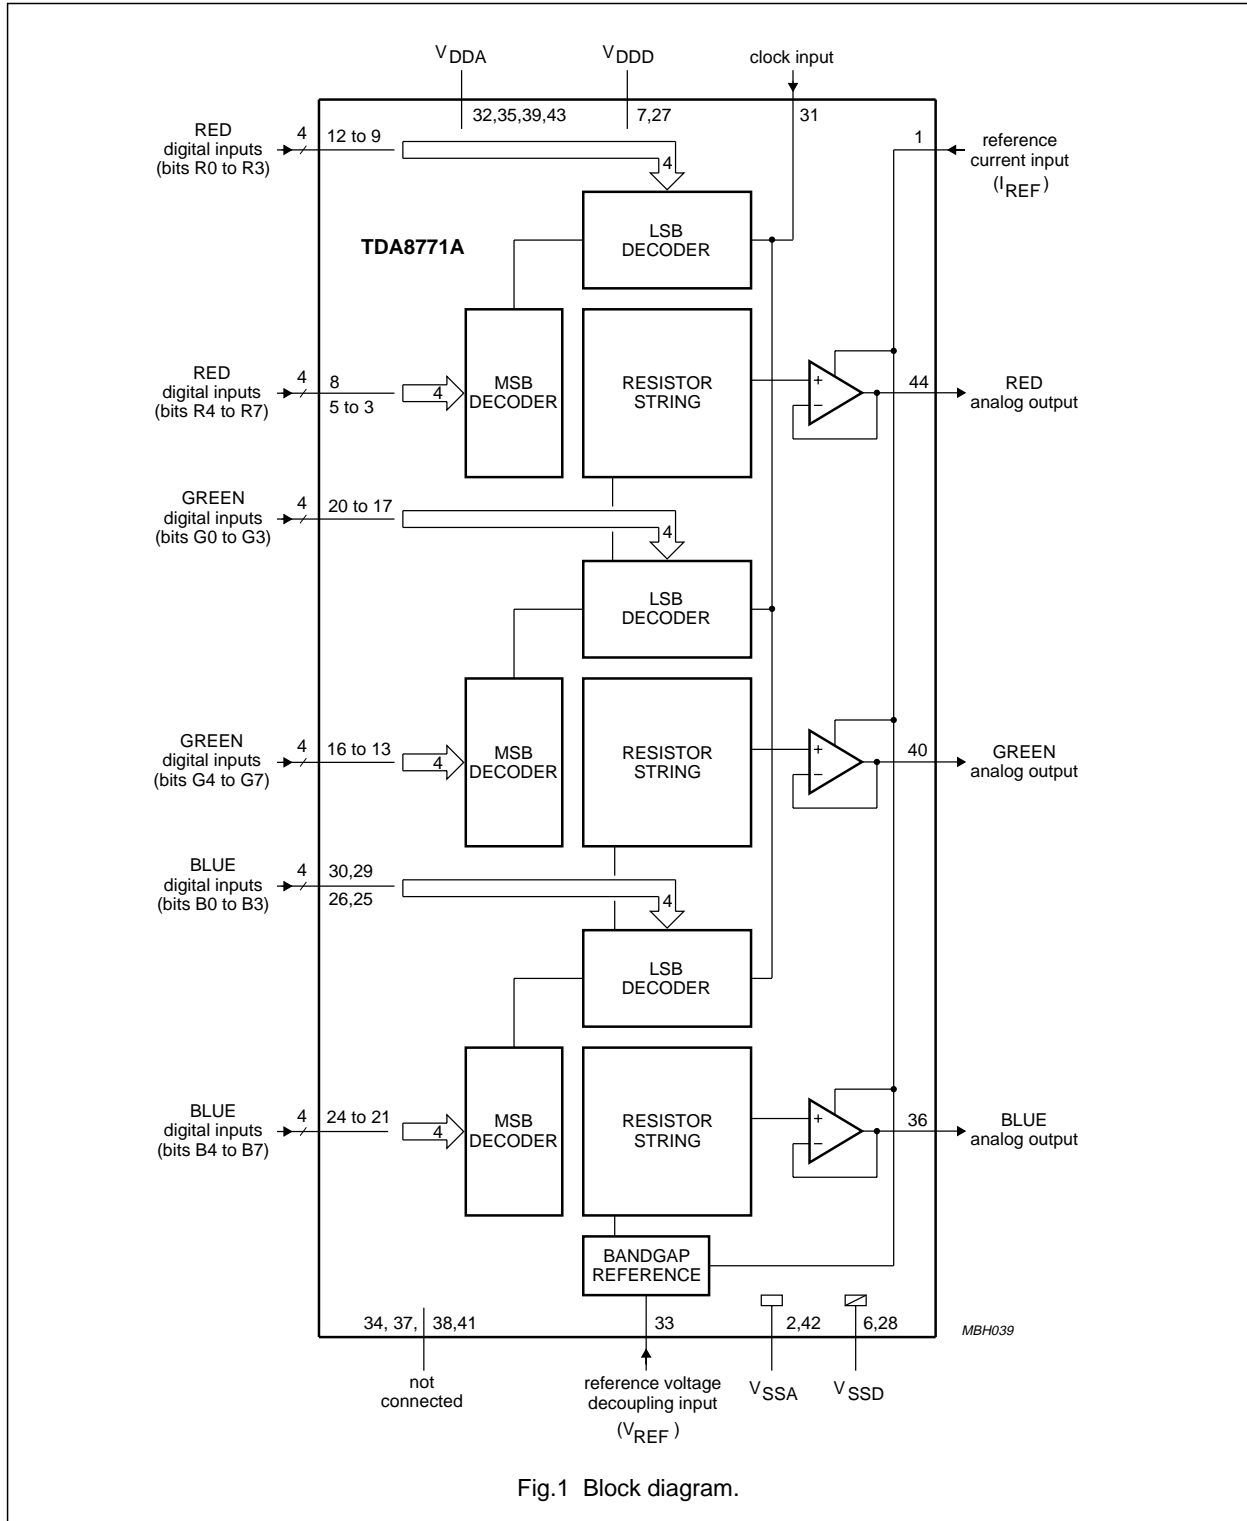 VDDA
VDDD
clock input
32,35,39,43
7,27
31
RED
digital inputs
(bits R0 to R3)
4
12 to 9
4
1
reference
current input
(IREF)
TDA8771A
LSB
DECODER
RED
digital inputs
(bits R4 to R7)
4
8
5 to 3
4
MSB
DECODER
RESISTOR
STRING
+
−
44
RED
analog output
GREEN
digital inputs
(bits G0 to G3)
4
20 to 17
4
LSB
DECODER
GREEN
digital inputs
(bits G4 to G7)
4
16 to 13
4
MSB
DECODER
RESISTOR
STRING
+
−
40
GREEN
analog output
BLUE
digital inputs
(bits B0 to B3)
4
30,29
26,25
4
LSB
DECODER
BLUE
digital inputs
(bits B4 to B7)
4
24 to 21
4
MSB
DECODER
RESISTOR
STRING
+
−
36
BLUE
analog output
BANDGAP
REFERENCE
34, 37,
38,41
33
2,42
6,28
MBH039
not
connected
reference voltage
decoupling input
(VREF)
VSSA
VSSD
Fig.1 Block diagram.